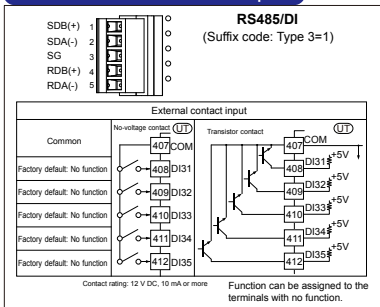 RS485/DI
(Suffix code: Type 3=1)
SDB(+) 1
SDA(-) 2
SG 3
RDB(+) 4
RDA(-) 5
External contact input
Common
No-voltage contact UT
Transistor contact UT
407 COM
407 COM
Factory default: No function
408 DI31
408 DI31 +5V
Factory default: No function
409 DI32
409 DI32 +5V
Factory default: No function
410 DI33
410 DI33 +5V
Factory default: No function
411 DI34
411 DI34 +5V
Factory default: No function
412 DI35
412 DI35 +5V
Contact rating: 12 V DC, 10 mA or more
Function can be assigned to the
terminals with no function.